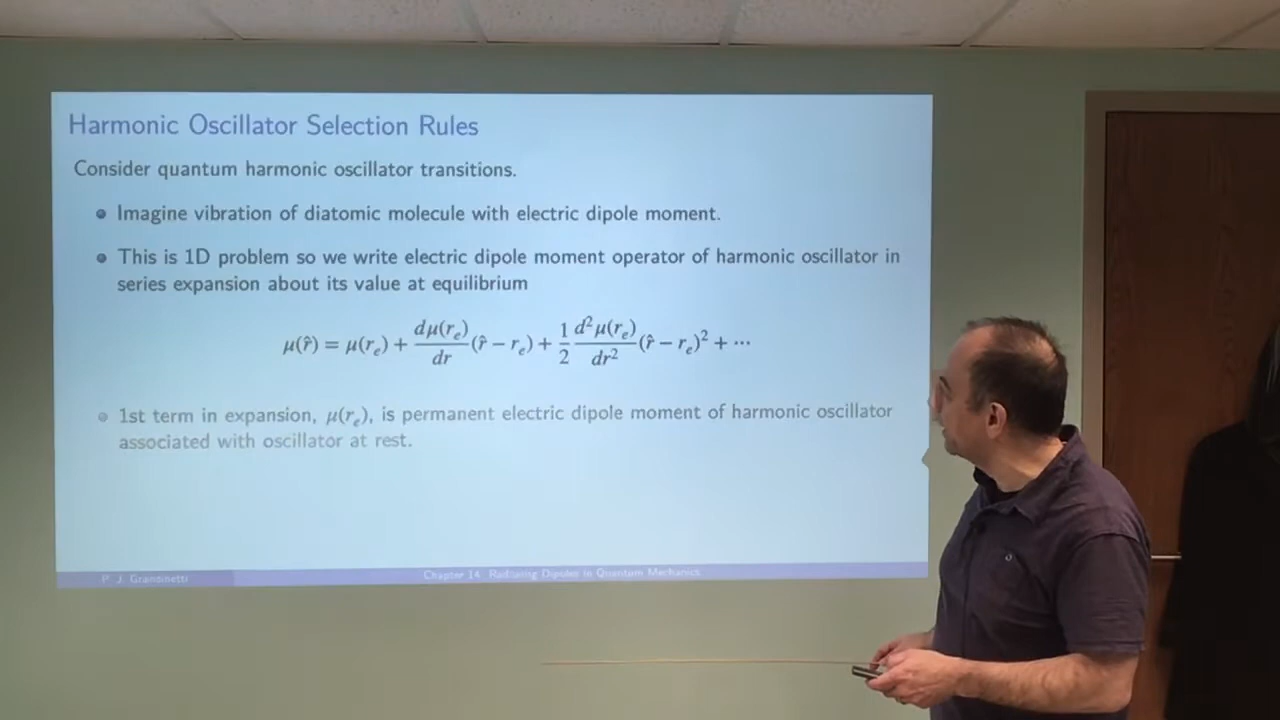 Harmonic Oscillator Selection Rules
Consider quantum harmonic oscillator transitions.
• Imagine vibration of diatomic molecule with electric dipole moment.
• This is 1D problem so we write electric dipole moment operator of harmonic oscillator in
series expansion about its value at equilibrium
μ(r̂) = μ(r_e) + dμ(r_e)/dr (r̂ − r_e) + 1/2 d²μ(r_e)/dr² (r̂ − r_e)² + ⋯
• 1st term in expansion, μ(r_e), is permanent electric dipole moment of harmonic oscillator
associated with oscillator at rest.
P. J. Grandinetti Chapter 14: Radiating Dipoles in Quantum Mechanics